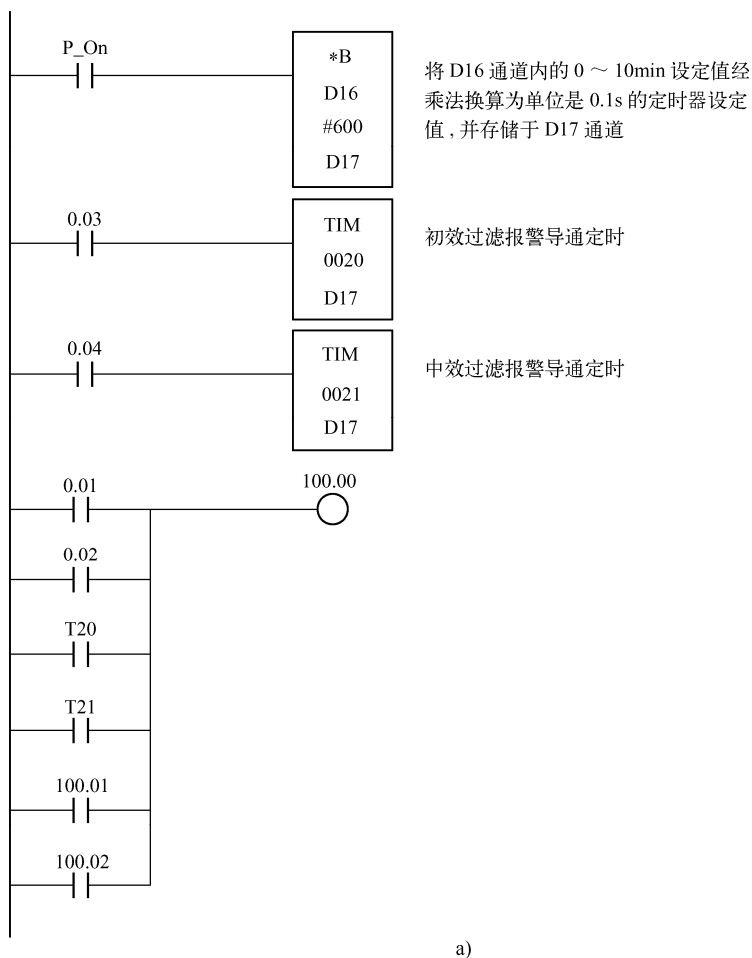 P_On
*B
D16
#600
D17
将 D16 通道内的 0 ～ 10min 设定值经
乘法换算为单位是 0.1s 的定时器设定
值 , 并存储于 D17 通道
0.03
TIM
0020
D17
初效过滤报警导通定时
0.04
TIM
0021
D17
中效过滤报警导通定时
0.01
100.00
0.02
T20
T21
100.01
100.02
a)